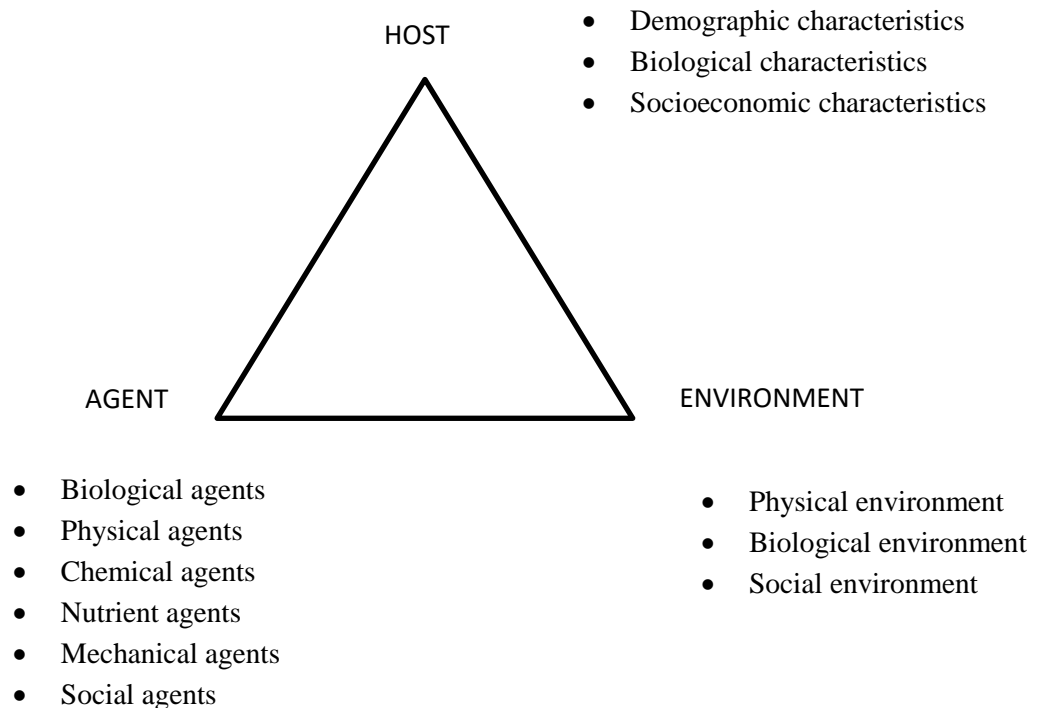 HOST
• Demographic characteristics
• Biological characteristics
• Socioeconomic characteristics
AGENT
ENVIRONMENT
• Biological agents
• Physical agents
• Chemical agents
• Nutrient agents
• Mechanical agents
• Social agents
• Physical environment
• Biological environment
• Social environment